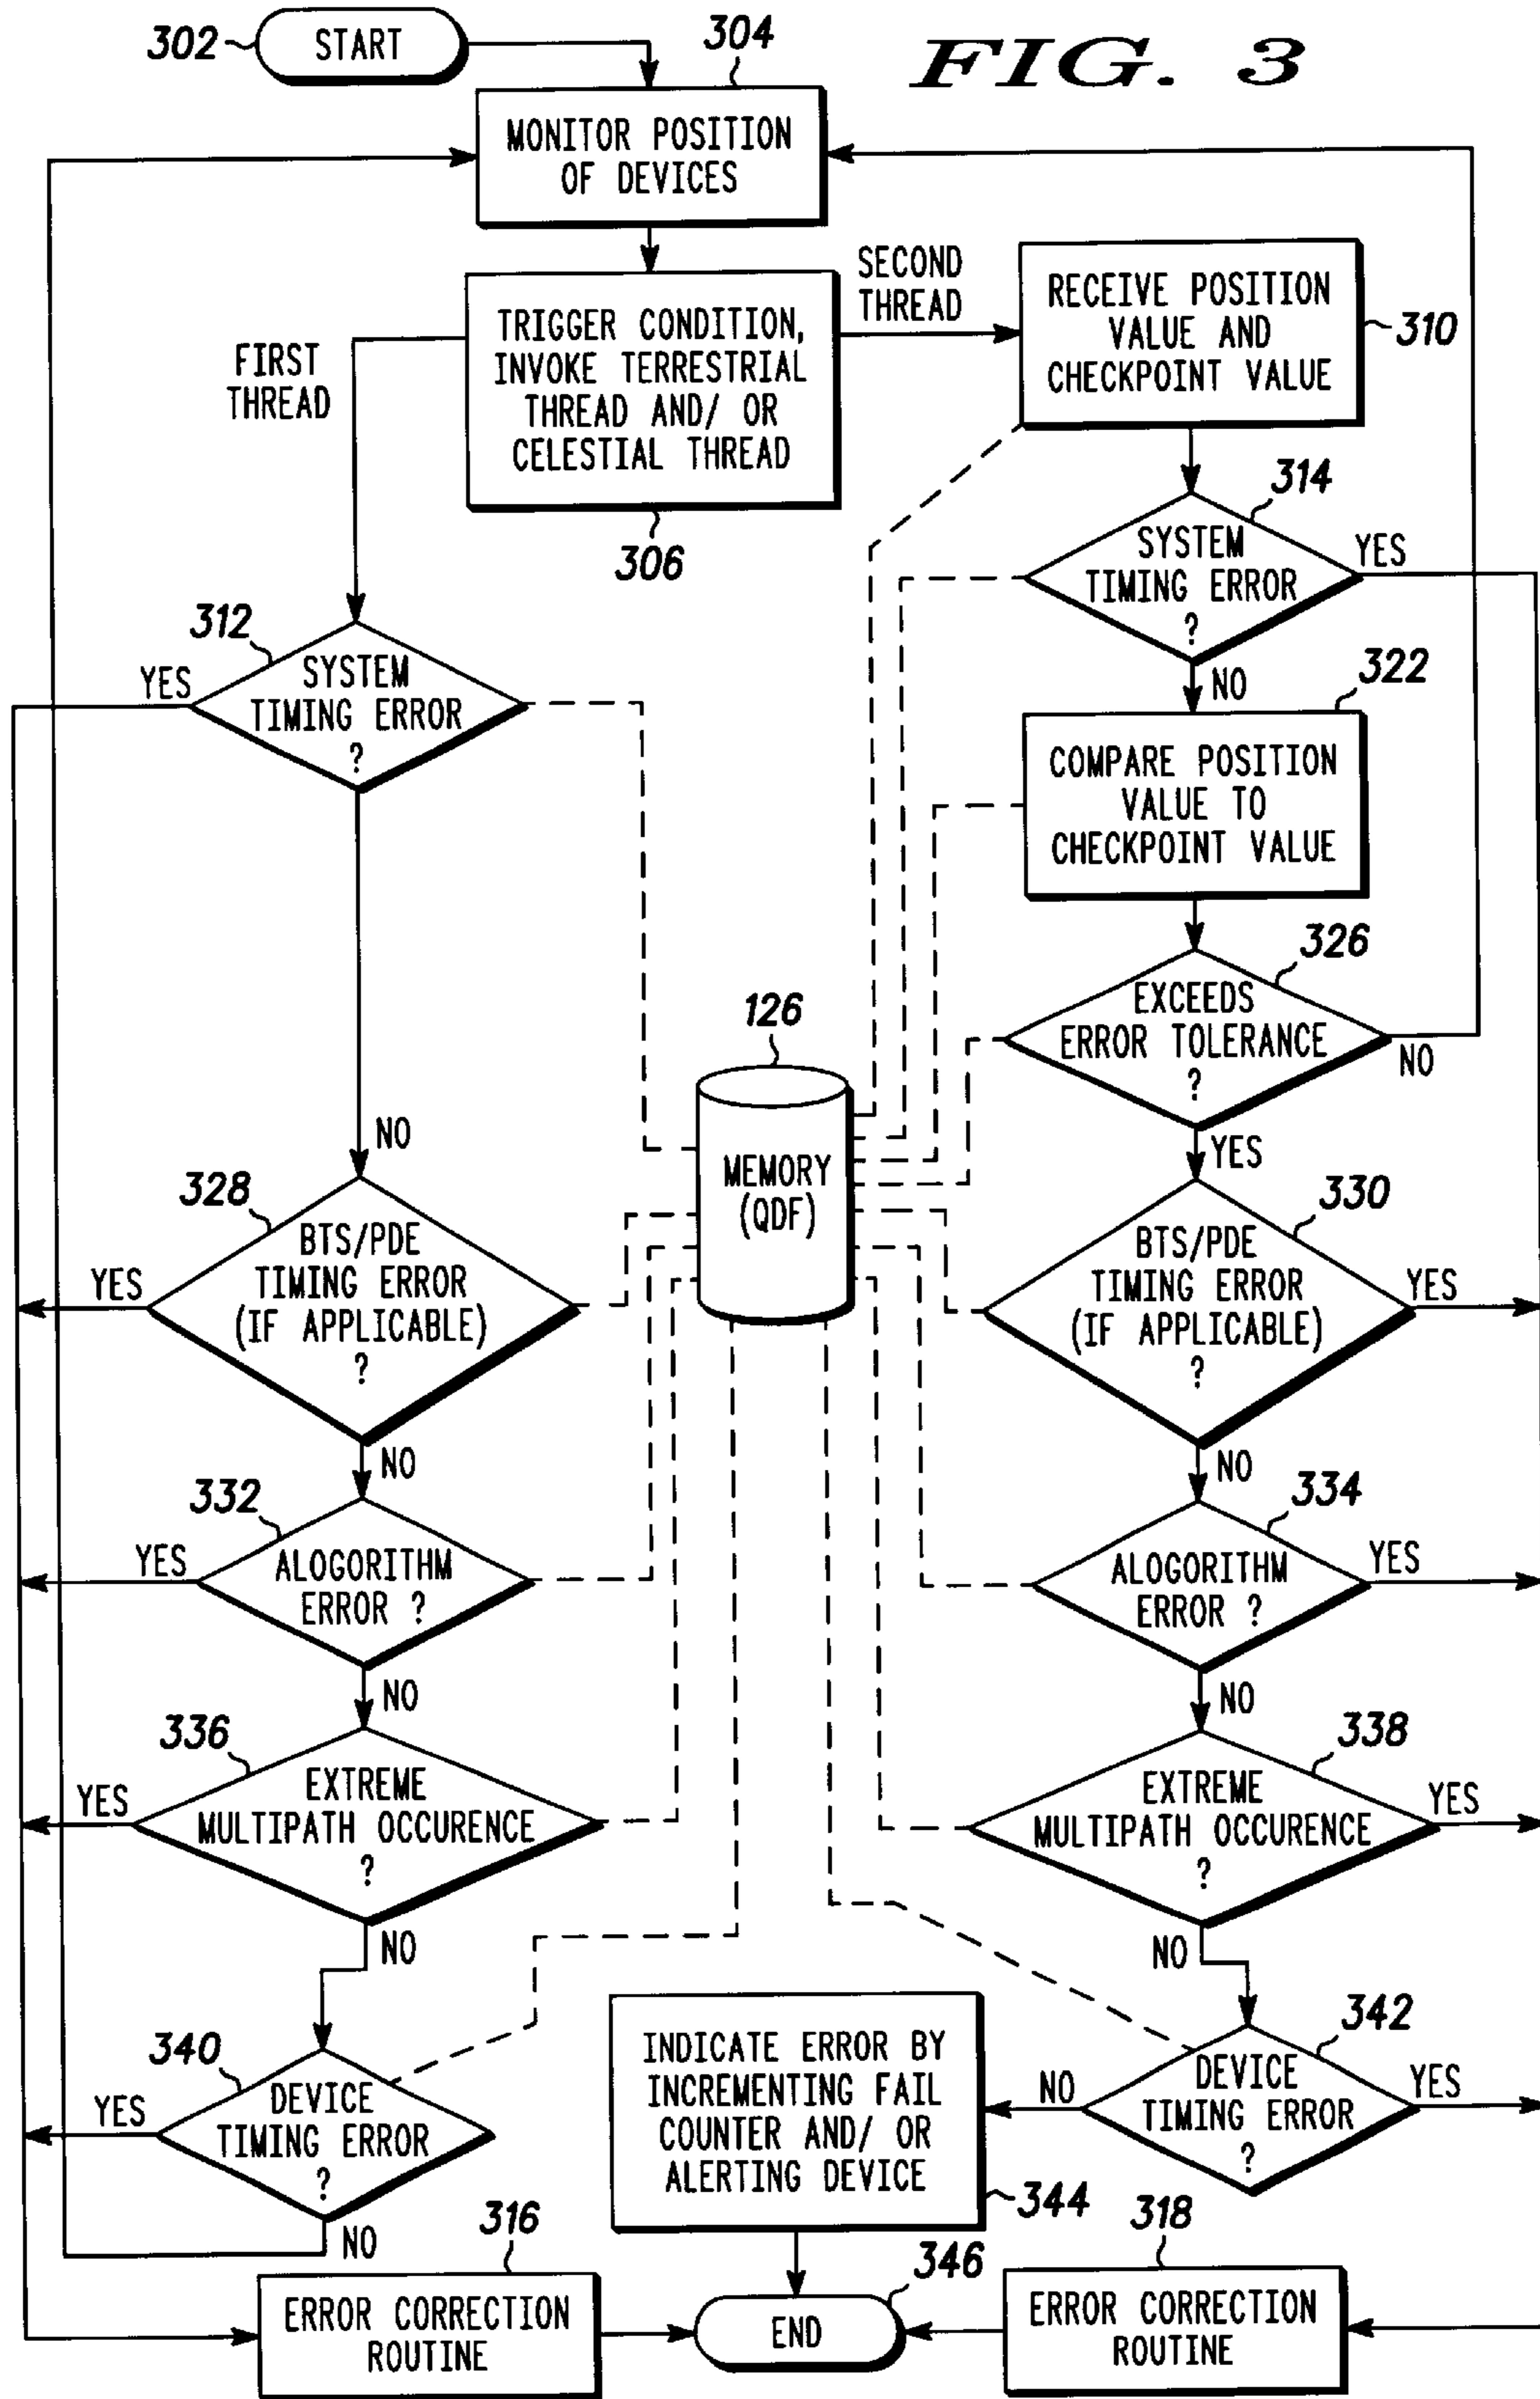 FIG. 3
302
START
304
MONITOR POSITION
OF DEVICES
FIRST
THREAD
TRIGGER CONDITION,
INVOKE TERRESTRIAL
THREAD AND/ OR
CELESTIAL THREAD
306
SECOND
THREAD
RECEIVE POSITION
VALUE AND
CHECKPOINT VALUE
310
314
SYSTEM
TIMING ERROR
?
YES
NO
312
SYSTEM
TIMING ERROR
?
YES
NO
322
COMPARE POSITION
VALUE TO
CHECKPOINT VALUE
326
EXCEEDS
ERROR TOLERANCE
?
NO
YES
126
MEMORY
(QDF)
328
BTS/PDE
TIMING ERROR
(IF APPLICABLE)
?
YES
NO
330
BTS/PDE
TIMING ERROR
(IF APPLICABLE)
?
YES
NO
332
ALOGORITHM
ERROR ?
YES
NO
334
ALOGORITHM
ERROR ?
YES
NO
336
EXTREME
MULTIPATH OCCURENCE
?
YES
NO
338
EXTREME
MULTIPATH OCCURENCE
?
YES
NO
340
DEVICE
TIMING ERROR
?
YES
NO
342
DEVICE
TIMING ERROR
?
YES
NO
INDICATE ERROR BY
INCREMENTING FAIL
COUNTER AND/ OR
ALERTING DEVICE
344
316
ERROR CORRECTION
ROUTINE
346
END
318
ERROR CORRECTION
ROUTINE